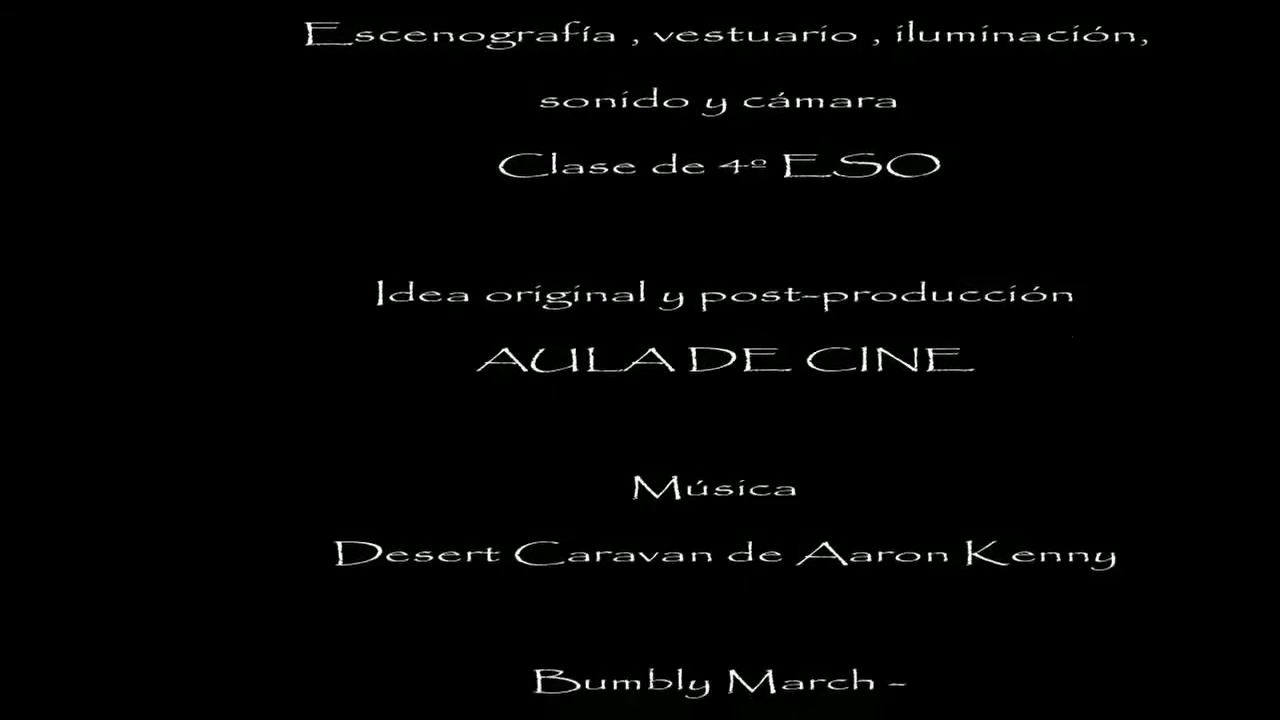 Escenografía , vestuario , iluminación,
sonido y cámara
Clase de 4º ESO
Idea original y post-producción
AULA DE CINE
Música
Desert Caravan de Aaron Kenny
Bumbly March -